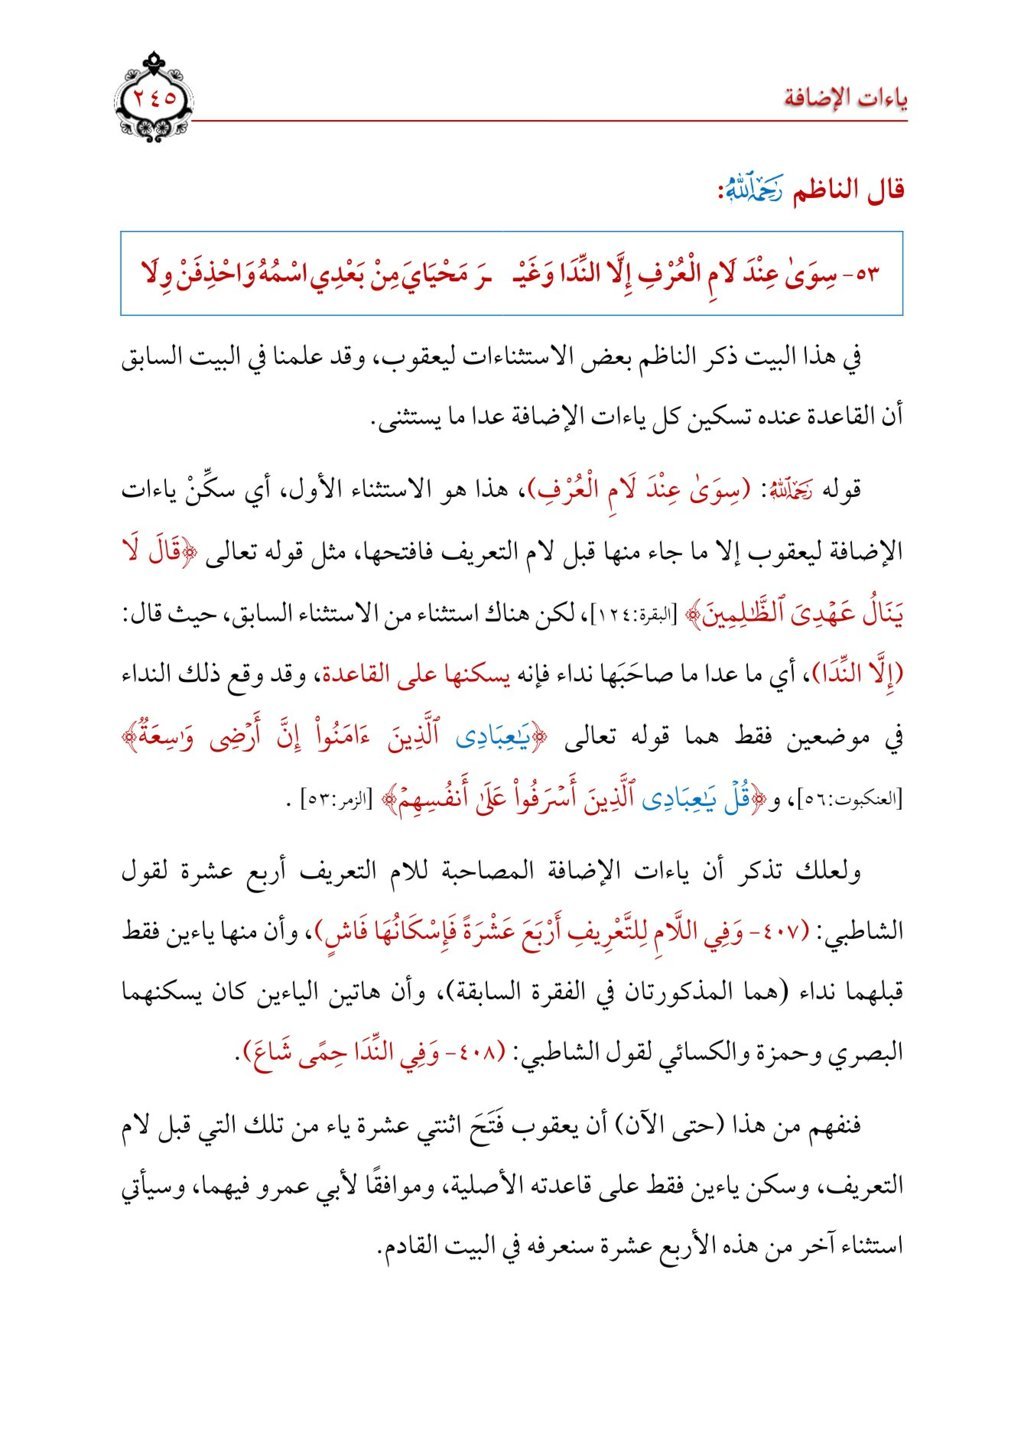 ياءات الإضافة
٢٤٥
قال الناظم رَحِمَهُ ٱللَّهُ:
٥٣- سِوَىٰ عِنْدَ لَامِ الْعُرْفِ إِلَّا النِّدَا وَغَيْـ ـرَ مَحْيَايَ مِنْ بَعْدِي اسْمُهُ وَاحْذِفَنْ وِلَا
في هذا البيت ذكر الناظم بعض الاستثناءات ليعقوب، وقد علمنا في البيت السابق
أن القاعدة عنده تسكين كل ياءات الإضافة عدا ما يستثنى.
قوله رَحِمَهُ ٱللَّهُ: (سِوَىٰ عِنْدَ لَامِ الْعُرْفِ)، هذا هو الاستثناء الأول، أي سكِّنْ ياءات
الإضافة ليعقوب إلا ما جاء منها قبل لام التعريف فافتحها، مثل قوله تعالى ﴿قَالَ لَا
يَنَالُ عَهْدِىَ ٱلظَّٰلِمِينَ﴾ [البقرة:١٢٤]، لكن هناك استثناء من الاستثناء السابق، حيث قال:
(إِلَّا النِّدَا)، أي ما عدا ما صاحَبَها نداء فإنه يسكنها على القاعدة، وقد وقع ذلك النداء
في موضعين فقط هما قوله تعالى ﴿يَٰعِبَادِى ٱلَّذِينَ ءَامَنُوا۟ إِنَّ أَرْضِى وَٰسِعَةٌ﴾
[العنكبوت:٥٦]، و﴿قُلْ يَٰعِبَادِى ٱلَّذِينَ أَسْرَفُوا۟ عَلَىٰ أَنفُسِهِمْ﴾ [الزمر:٥٣] .
ولعلك تذكر أن ياءات الإضافة المصاحبة للام التعريف أربع عشرة لقول
الشاطبي: (٤٠٧- وَفِي اللَّامِ لِلتَّعْرِيفِ أَرْبَعَ عَشْرَةً فَإِسْكَانُهَا فَاشٍ)، وأن منها ياءين فقط
قبلهما نداء (هما المذكورتان في الفقرة السابقة)، وأن هاتين الياءين كان يسكنهما
البصري وحمزة والكسائي لقول الشاطبي: (٤٠٨- وَفِي النِّدَا حِمًى شَاعَ).
فنفهم من هذا (حتى الآن) أن يعقوب فَتَحَ اثنتي عشرة ياء من تلك التي قبل لام
التعريف، وسكن ياءين فقط على قاعدته الأصلية، وموافقًا لأبي عمرو فيهما، وسيأتي
استثناء آخر من هذه الأربع عشرة سنعرفه في البيت القادم.